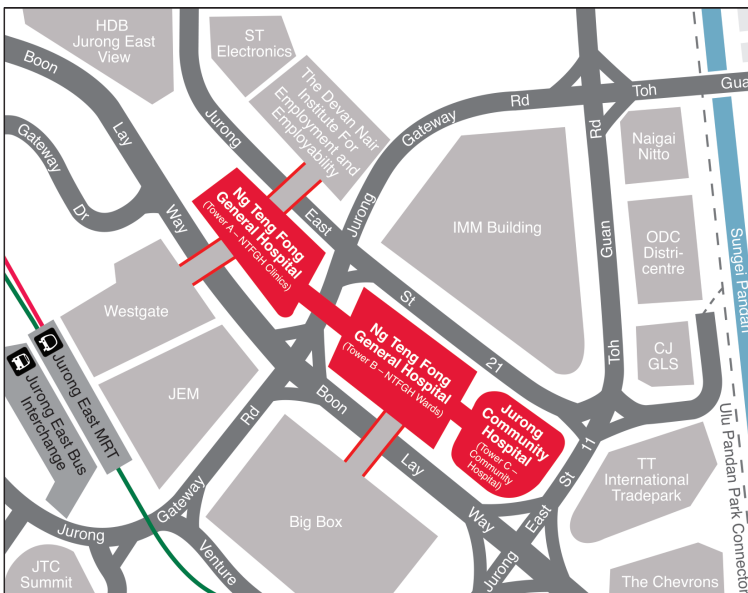 HDB
Jurong East
View
ST
Electronics
The Devan Nair
Institute For
Employment and
Employability
Boon
Lay
Way
Gateway
Dr
Jurong
East
St
21
Jurong
Gateway
Rd
Toh
Gua
Rd
Guan
Toh
Naigai
Nitto
ODC
Distri-
centre
CJ
GLS
Sungei Pandan
Ulu Pandan Park Connector
IMM Building
Ng Teng Fong
General Hospital
(Tower A – NTFGH Clinics)
Ng Teng Fong
General Hospital
(Tower B – NTFGH Wards)
Jurong
Community
Hospital
(Tower C –
Community
Hospital)
Westgate
JEM
Jurong East MRT
Jurong East Bus
Interchange
Boon
Lay
Way
Rd
Gateway
Jurong
Venture
Big Box
JTC
Summit
Jurong
East
St
11
TT
International
Tradepark
The Chevrons